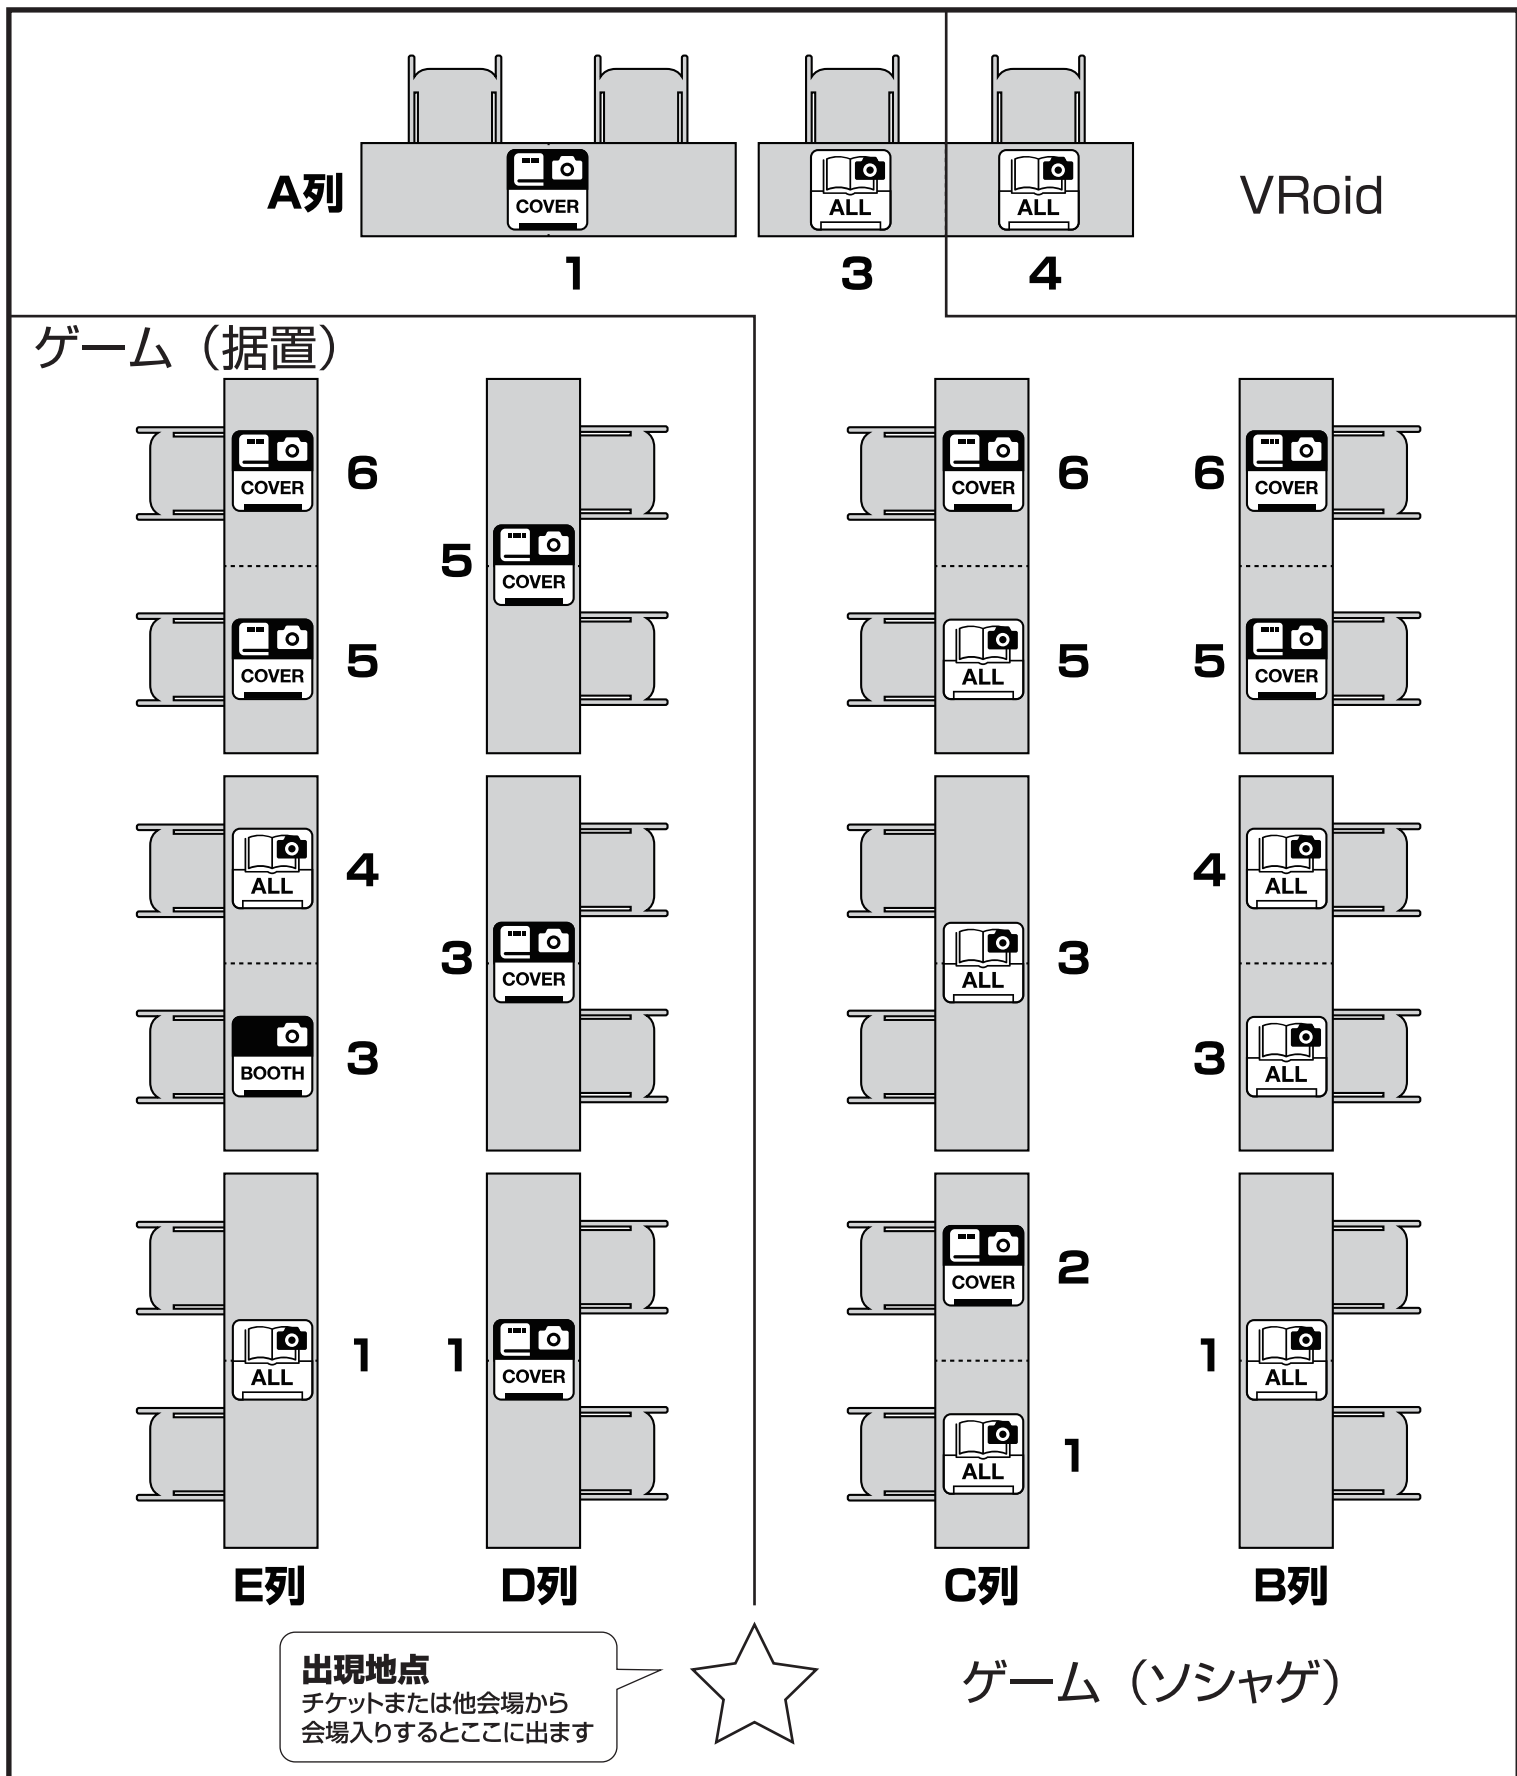 A列
COVER
ALL
ALL
VRoid
1
3
4
ゲーム（据置）
COVER
6
COVER
6
6
COVER
5
COVER
COVER
5
ALL
5
5
COVER
ALL
4
4
ALL
3
COVER
ALL
3
BOOTH
3
3
ALL
COVER
2
ALL
1
1
COVER
1
ALL
ALL
1
E列
D列
C列
B列
出現地点
チケットまたは他会場から
会場入りするとここに出ます
ゲーム（ソシャゲ）